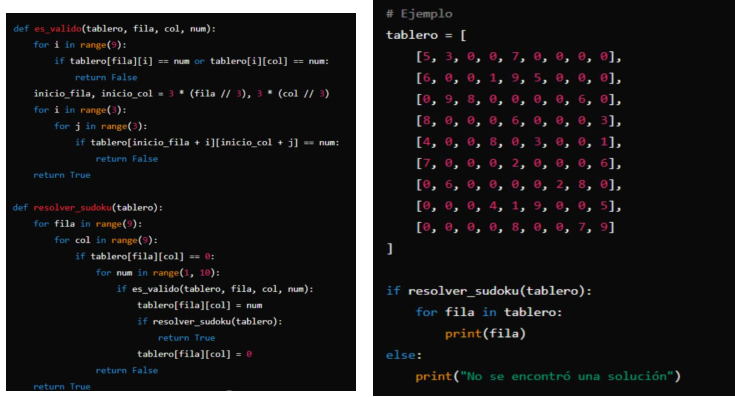 def es_valido(tablero, fila, col, num):
    for i in range(9):
        if tablero[fila][i] == num or tablero[i][col] == num:
            return False
    inicio_fila, inicio_col = 3 * (fila // 3), 3 * (col // 3)
    for i in range(3):
        for j in range(3):
            if tablero[inicio_fila + i][inicio_col + j] == num:
                return False
    return True

def resolver_sudoku(tablero):
    for fila in range(9):
        for col in range(9):
            if tablero[fila][col] == 0:
                for num in range(1, 10):
                    if es_valido(tablero, fila, col, num):
                        tablero[fila][col] = num
                        if resolver_sudoku(tablero):
                            return True
                        tablero[fila][col] = 0
                return False
    return True

# Ejemplo
tablero = [
    [5, 3, 0, 0, 7, 0, 0, 0, 0],
    [6, 0, 0, 1, 9, 5, 0, 0, 0],
    [0, 9, 8, 0, 0, 0, 0, 6, 0],
    [8, 0, 0, 0, 6, 0, 0, 0, 3],
    [4, 0, 0, 8, 0, 3, 0, 0, 1],
    [7, 0, 0, 0, 2, 0, 0, 0, 6],
    [0, 6, 0, 0, 0, 0, 2, 8, 0],
    [0, 0, 0, 4, 1, 9, 0, 0, 5],
    [0, 0, 0, 0, 8, 0, 0, 7, 9]
]

if resolver_sudoku(tablero):
    for fila in tablero:
        print(fila)
else:
    print("No se encontró una solución")